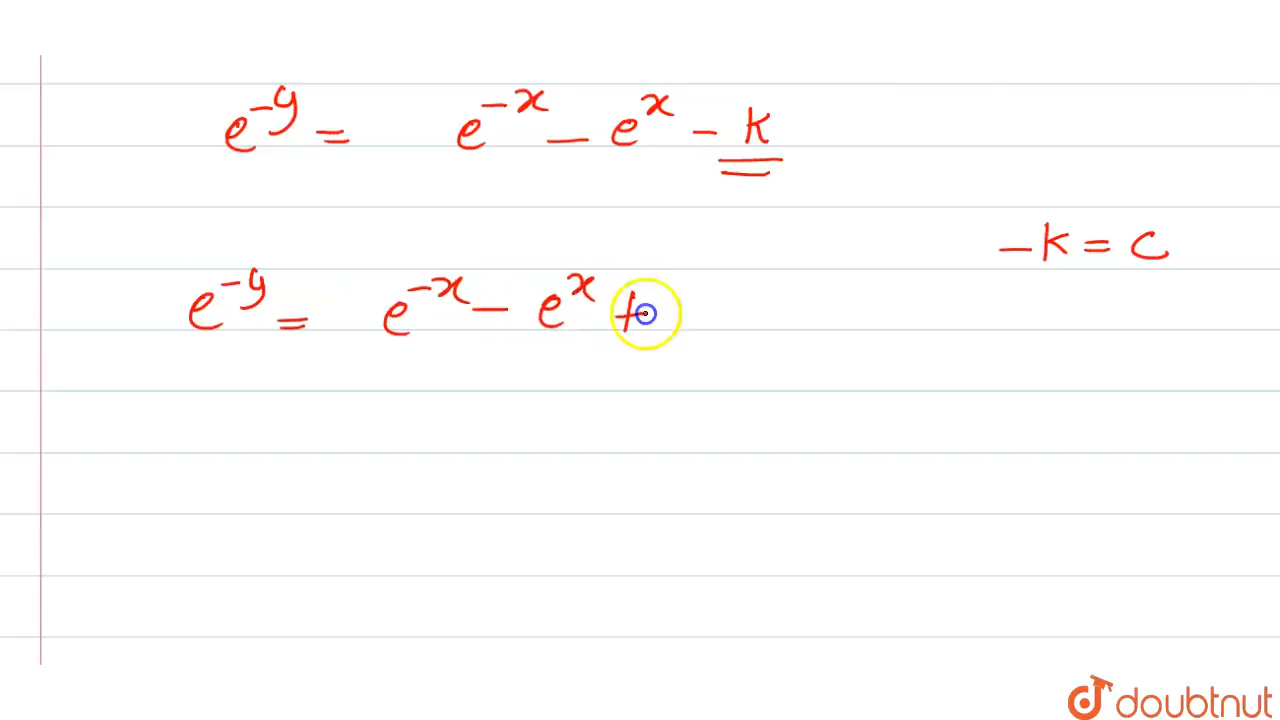 e^{-y} = e^{-x} - e^x - k
-k = c
e^{-y} = e^{-x} - e^x +
doubtnut